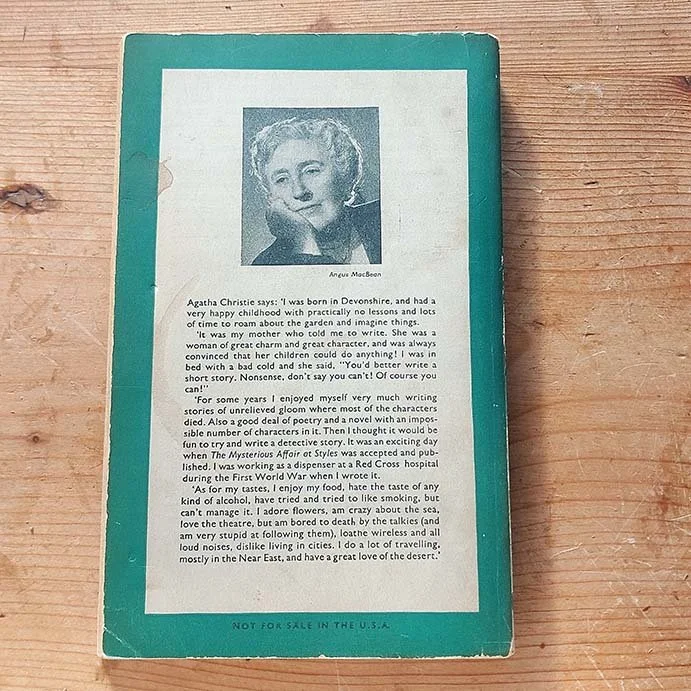 Angus MacBean
Agatha Christie says: 'I was born in Devonshire, and had a
very happy childhood with practically no lessons and lots
of time to roam about the garden and imagine things.
'It was my mother who told me to write. She was a
woman of great charm and great character, and was always
convinced that her children could do anything! I was in
bed with a bad cold and she said, "You'd better write a
short story. Nonsense, don't say you can't! Of course you
can!"
'For some years I enjoyed myself very much writing
stories of unrelieved gloom where most of the characters
died. Also a good deal of poetry and a novel with an impos-
sible number of characters in it. Then I thought it would be
fun to try and write a detective story. It was an exciting day
when The Mysterious Affair at Styles was accepted and pub-
lished. I was working as a dispenser at a Red Cross hospital
during the First World War when I wrote it.
'As for my tastes, I enjoy my food, hate the taste of any
kind of alcohol, have tried and tried to like smoking, but
can't manage it. I adore flowers, am crazy about the sea,
love the theatre, but am bored to death by the talkies (and
am very stupid at following them), loathe wireless and all
loud noises, dislike living in cities. I do a lot of travelling,
mostly in the Near East, and have a great love of the desert.'
NOT FOR SALE IN THE U.S.A.